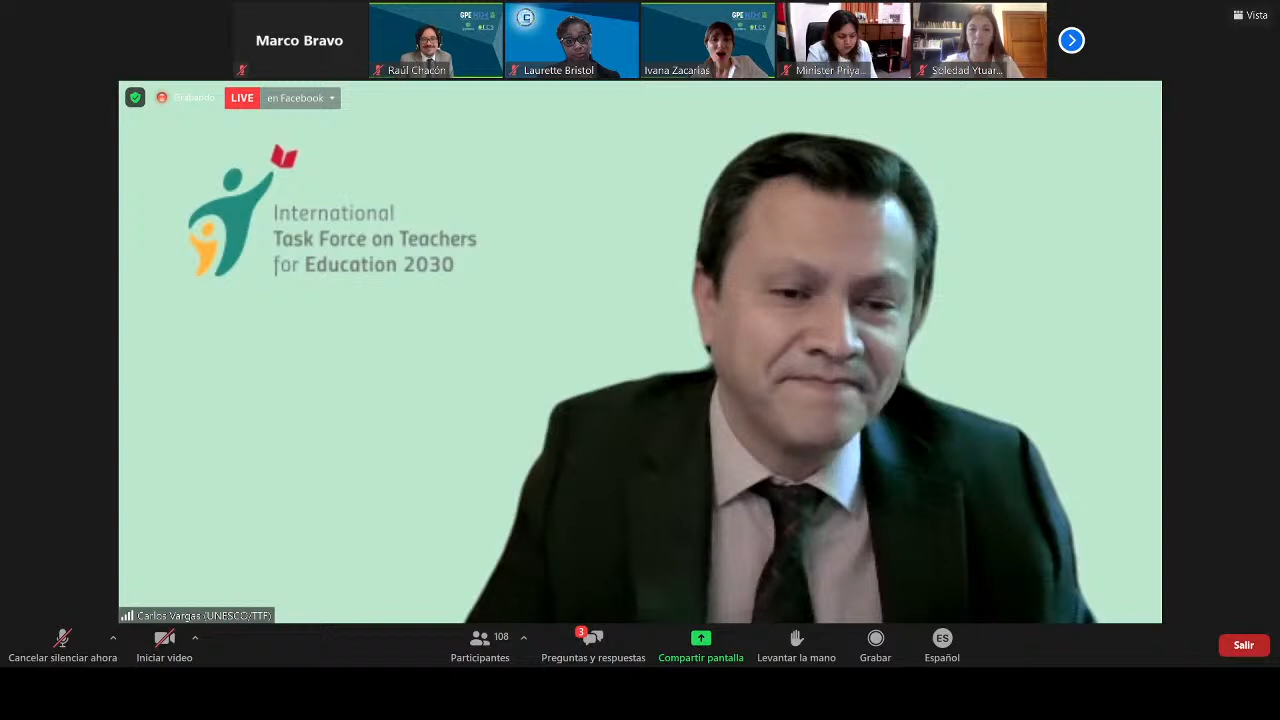 Marco Bravo
Raúl Chacón
Laurette Bristol
Ivana Zacarías
Minister Priya...
Soledad Ytuar...
GPE
Vista
Grabando
LIVE en Facebook
International
Task Force on Teachers
for Education 2030
Carlos Vargas (UNESCO/TTF)
Cancelar silenciar ahora
Iniciar video
108
Participantes
3
Preguntas y respuestas
Compartir pantalla
Levantar la mano
Grabar
ES
Español
Salir